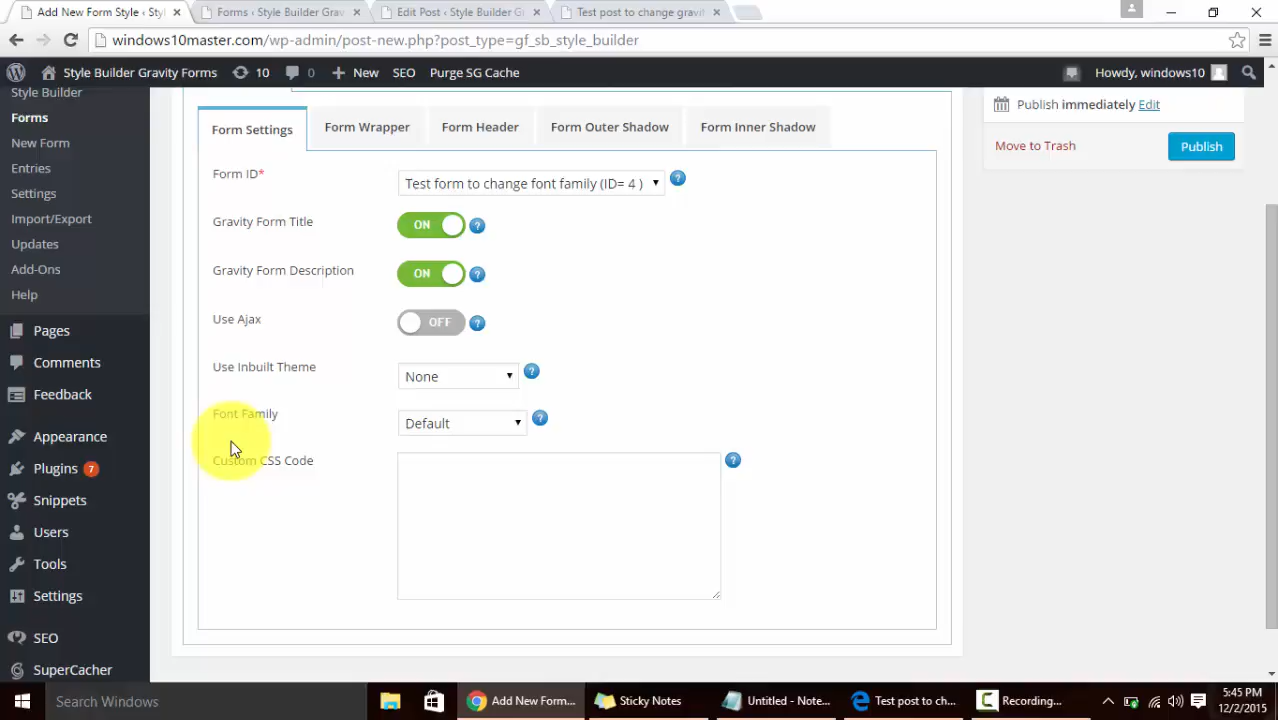 Add New Form Style ‹ Sty
Forms ‹ Style Builder Gravi
Edit Post ‹ Style Builder Gr
Test post to change gravit
windows10master.com/wp-admin/post-new.php?post_type=gf_sb_style_builder
Style Builder Gravity Forms
10
0
New
SEO
Purge SG Cache
Howdy, windows10
Style Builder
Forms
New Form
Entries
Settings
Import/Export
Updates
Add-Ons
Help
Pages
Comments
Feedback
Appearance
Plugins 7
Snippets
Users
Tools
Settings
SEO
SuperCacher
Form Settings
Form Wrapper
Form Header
Form Outer Shadow
Form Inner Shadow
Form ID*
Test form to change font family (ID= 4 )
?
Gravity Form Title
ON
?
Gravity Form Description
ON
?
Use Ajax
OFF
?
Use Inbuilt Theme
None
?
Font Family
Default
?
Custom CSS Code
?
Publish immediately Edit
Move to Trash
Publish
Search Windows
Add New Form...
Sticky Notes
Untitled - Note...
Test post to ch...
Recording...
5:45 PM
12/2/2015